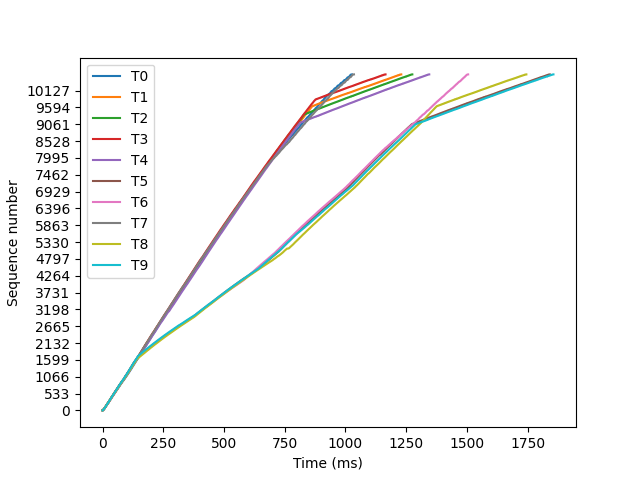 T0
T1
T2
T3
T4
T5
T6
T7
T8
T9
10127
9594
9061
8528
7995
7462
6929
6396
5863
5330
4797
4264
3731
3198
2665
2132
1599
1066
533
0
Sequence number
0 250 500 750 1000 1250 1500 1750
Time (ms)